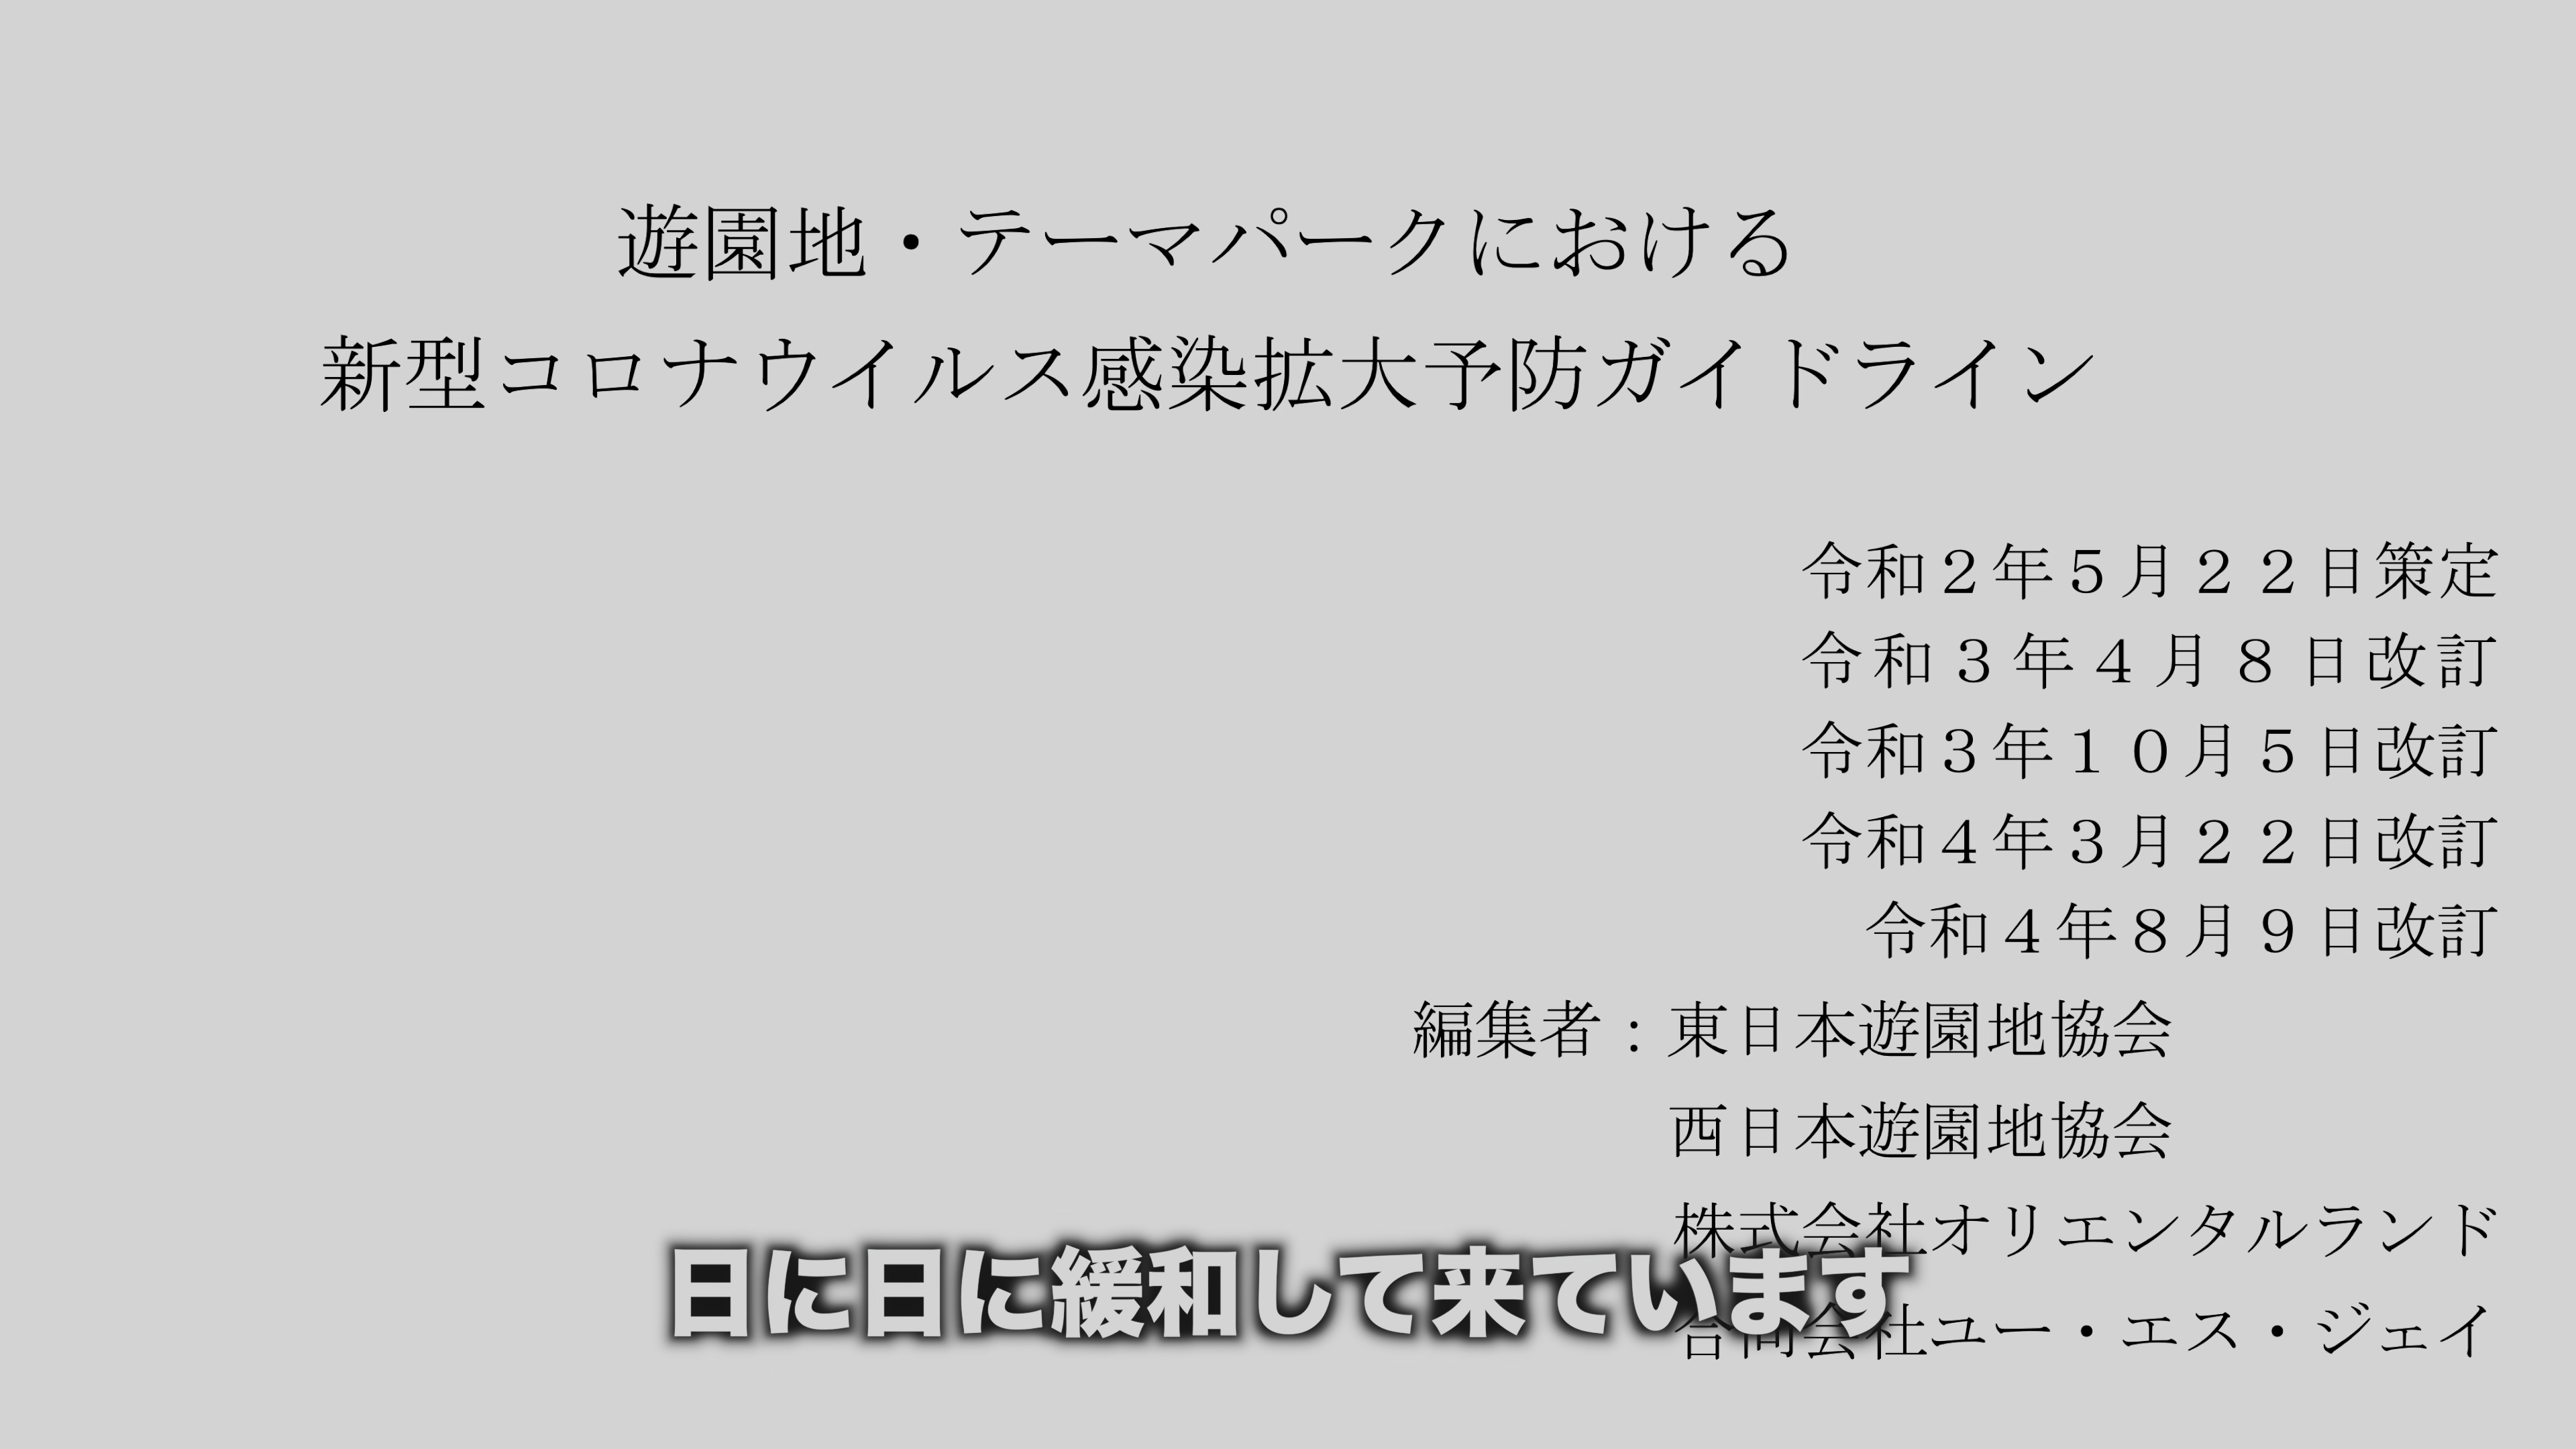 遊園地・テーマパークにおける
新型コロナウイルス感染拡大予防ガイドライン
令和２年５月２２日策定
令和３年４月８日改訂
令和３年１０月５日改訂
令和４年３月２２日改訂
令和４年８月９日改訂
編集者：東日本遊園地協会
西日本遊園地協会
株式会社オリエンタルランド
合同会社ユー・エス・ジェイ
日に日に緩和して来ています